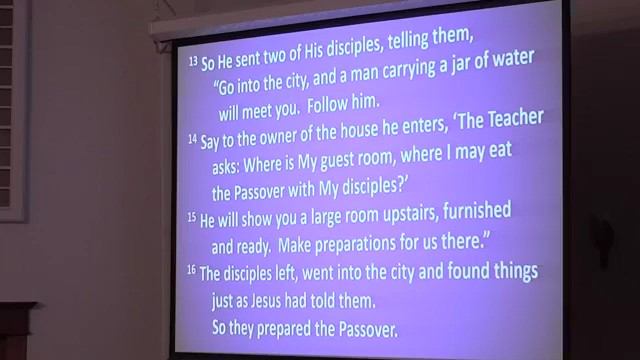 13 So He sent two of His disciples, telling them,
“Go into the city, and a man carrying a jar of water
will meet you. Follow him.
14 Say to the owner of the house he enters, ‘The Teacher
asks: Where is My guest room, where I may eat
the Passover with My disciples?’
15 He will show you a large room upstairs, furnished
and ready. Make preparations for us there.”
16 The disciples left, went into the city and found things
just as Jesus had told them.
So they prepared the Passover.